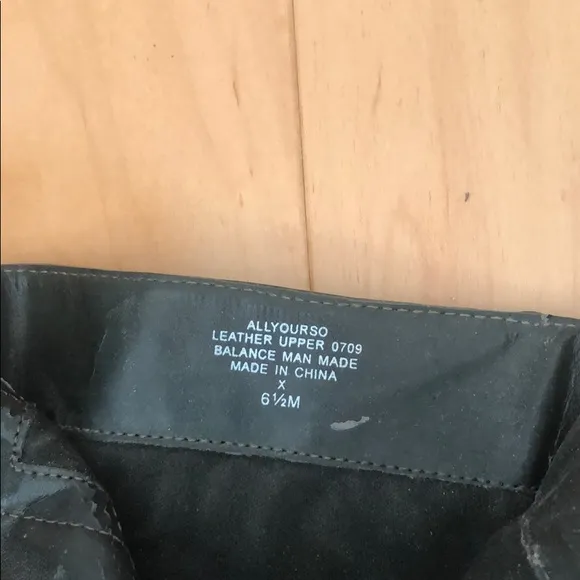 ALLYOURSO
LEATHER UPPER 0709
BALANCE MAN MADE
MADE IN CHINA
X
6½M